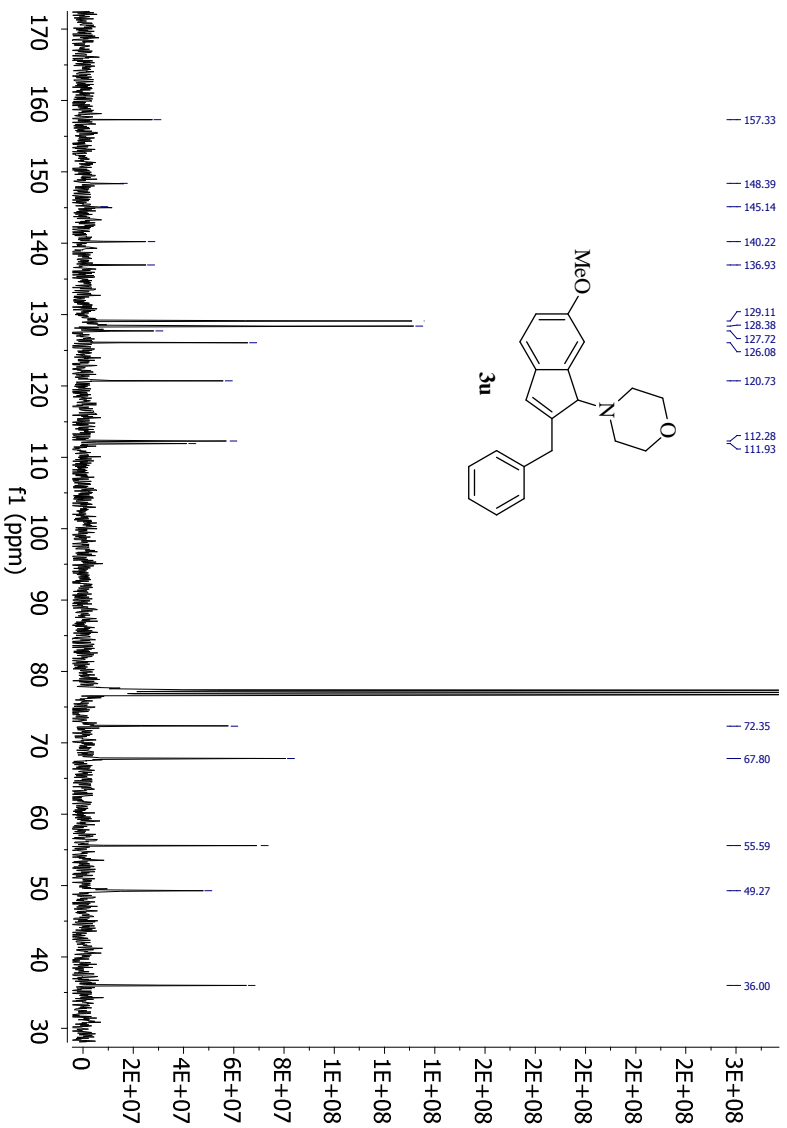 157.33
148.39
145.14
140.22
136.93
129.11
128.38
127.72
126.08
120.73
112.28
111.93
72.35
67.80
55.59
49.27
36.00
MeO
N
O
3u
170 160 150 140 130 120 110 100 90 80 70 60 50 40 30
f1 (ppm)
0
2E+07
4E+07
6E+07
8E+07
1E+08
1E+08
1E+08
2E+08
2E+08
2E+08
2E+08
2E+08
3E+08